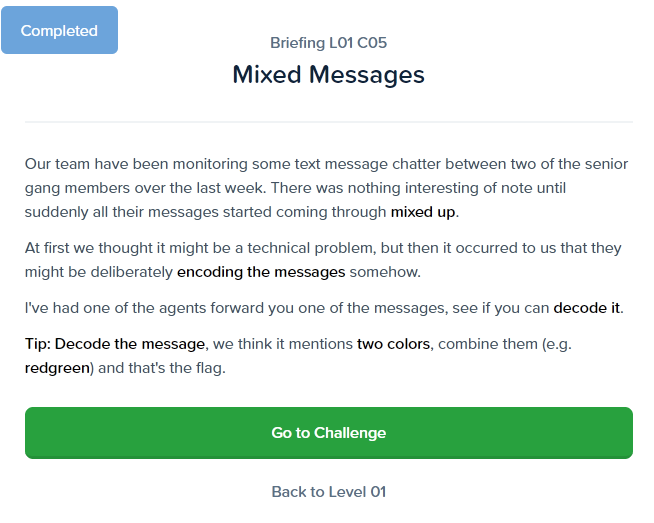 Completed
Briefing L01 C05
Mixed Messages
Our team have been monitoring some text message chatter between two of the senior
gang members over the last week. There was nothing interesting of note until
suddenly all their messages started coming through mixed up.
At first we thought it might be a technical problem, but then it occurred to us that they
might be deliberately encoding the messages somehow.
I've had one of the agents forward you one of the messages, see if you can decode it.
Tip: Decode the message, we think it mentions two colors, combine them (e.g.
redgreen) and that's the flag.
Go to Challenge
Back to Level 01